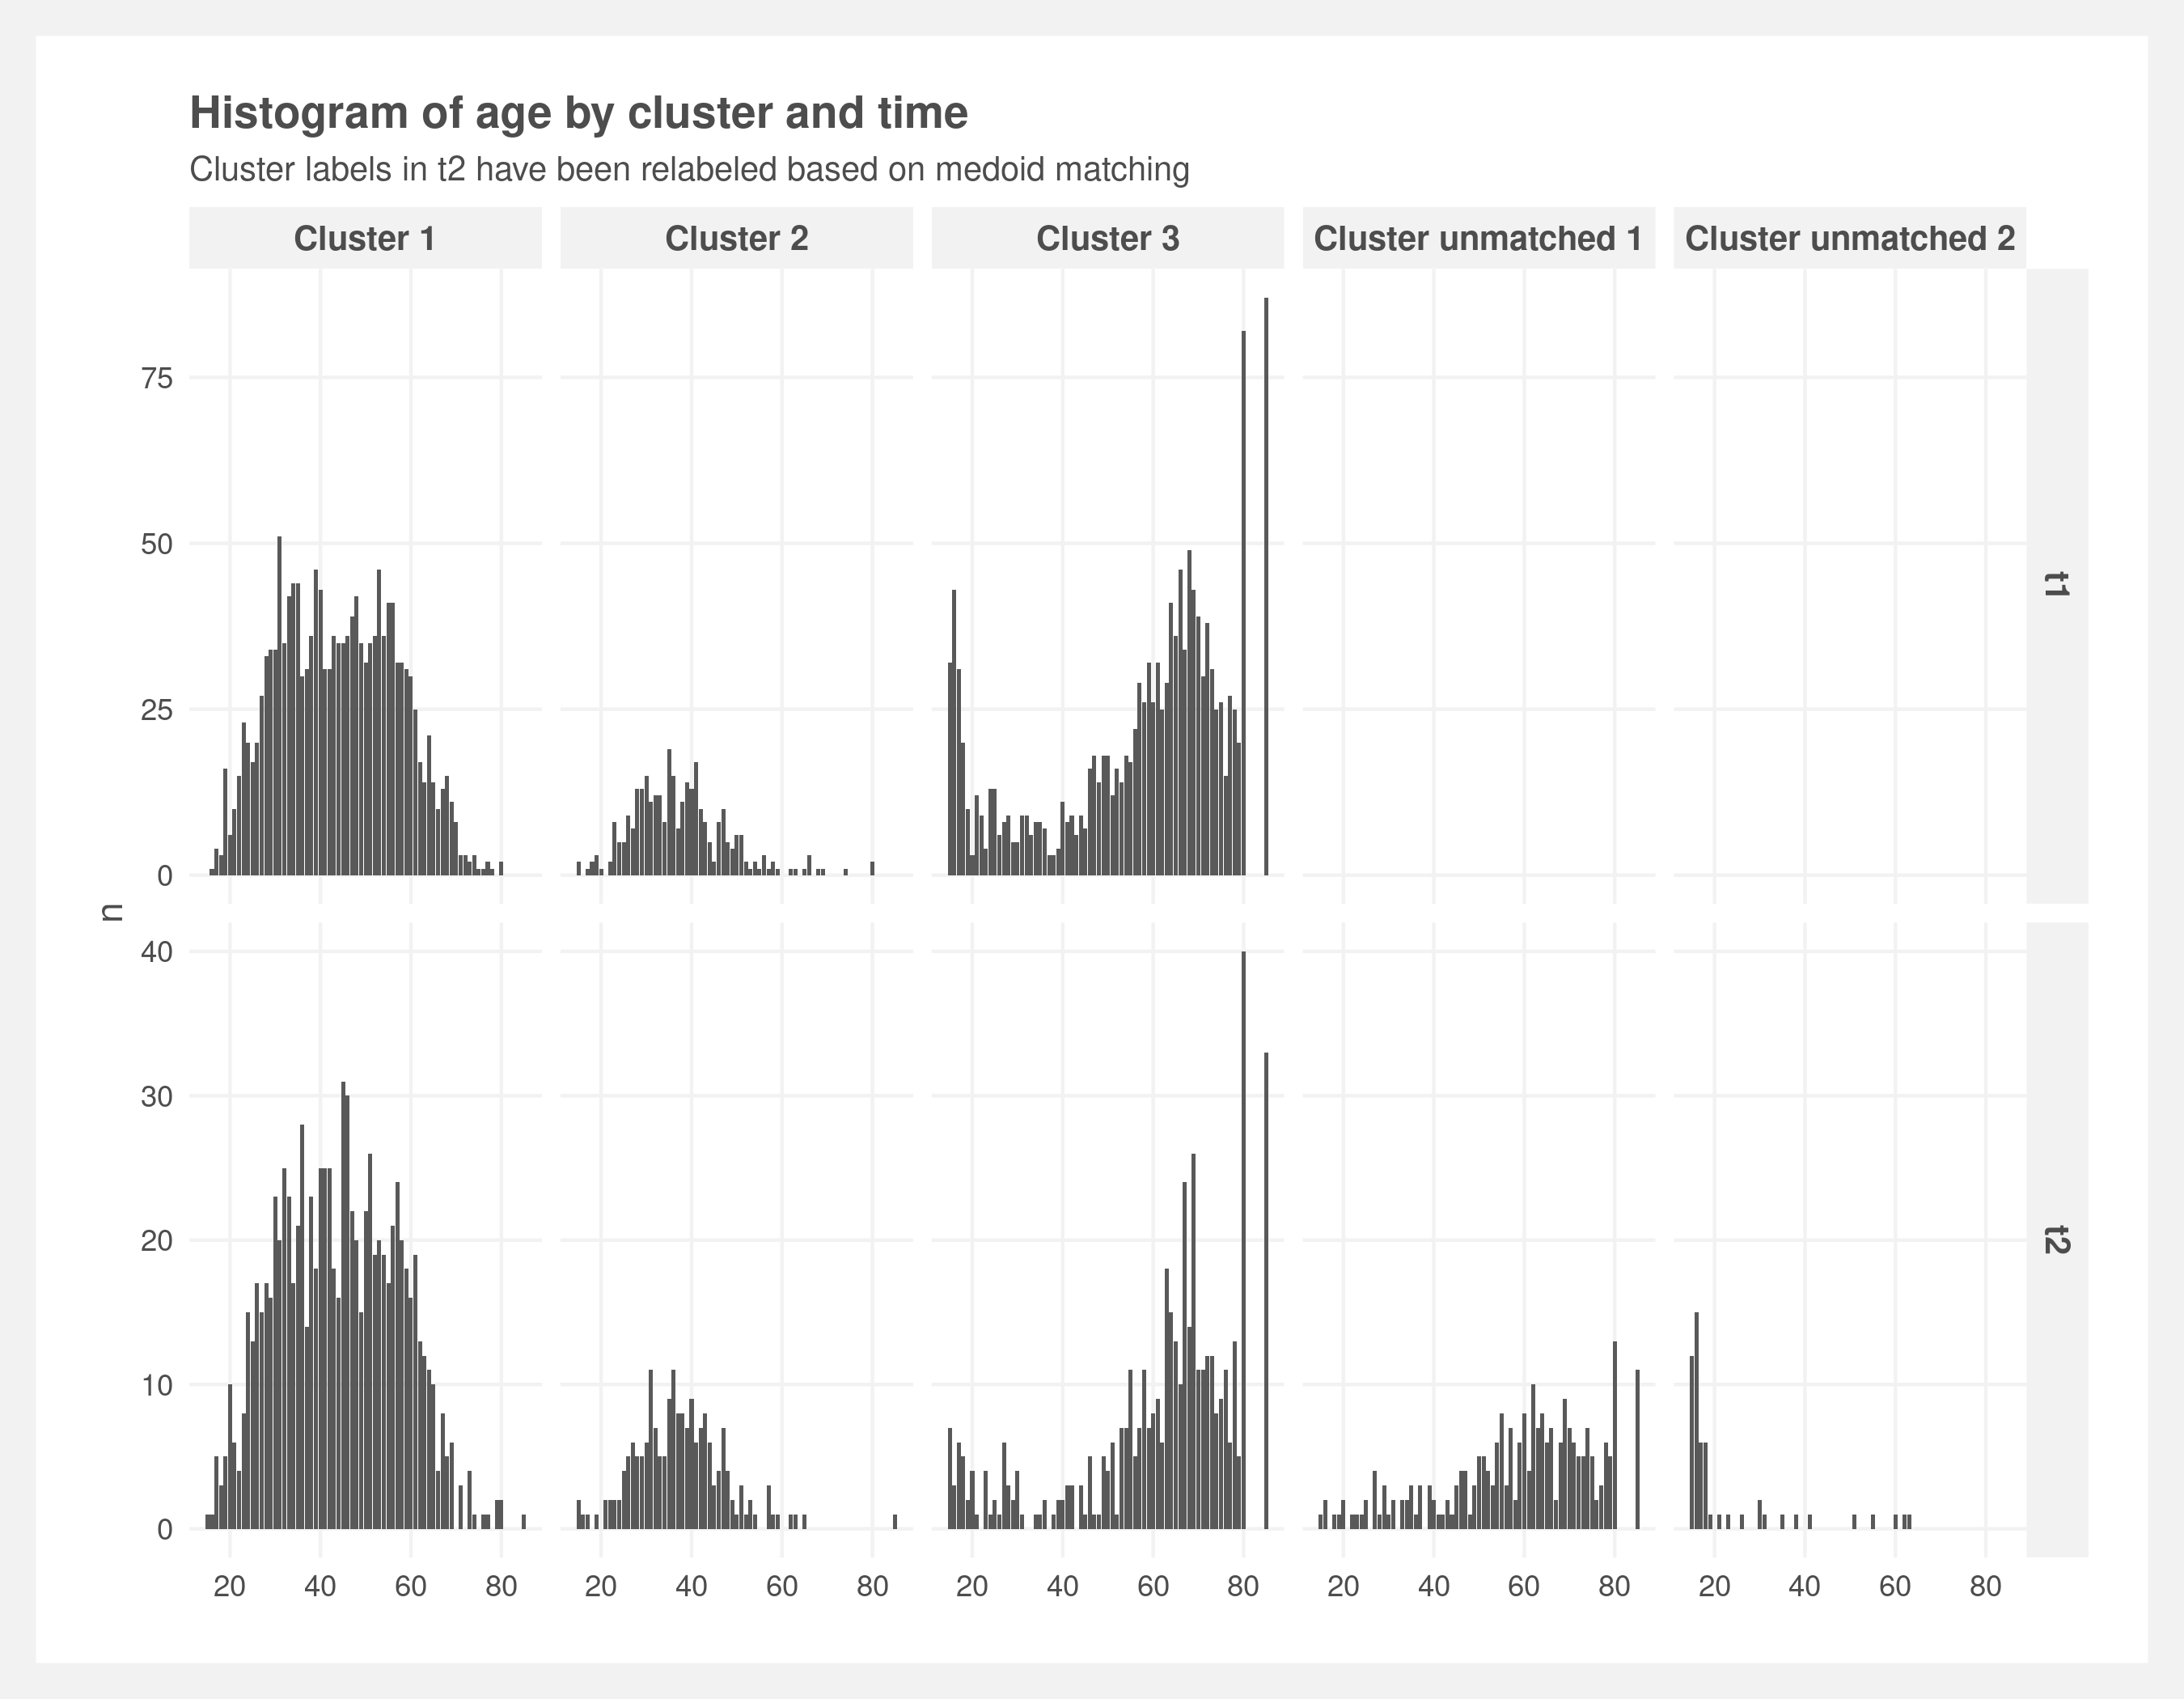 Histogram of age by cluster and time
Cluster labels in t2 have been relabeled based on medoid matching
Cluster 1 Cluster 2 Cluster 3 Cluster unmatched 1 Cluster unmatched 2
75
50
25
0
t1
n
40
30
20
10
0
t2
20 40 60 80 20 40 60 80 20 40 60 80 20 40 60 80 20 40 60 80